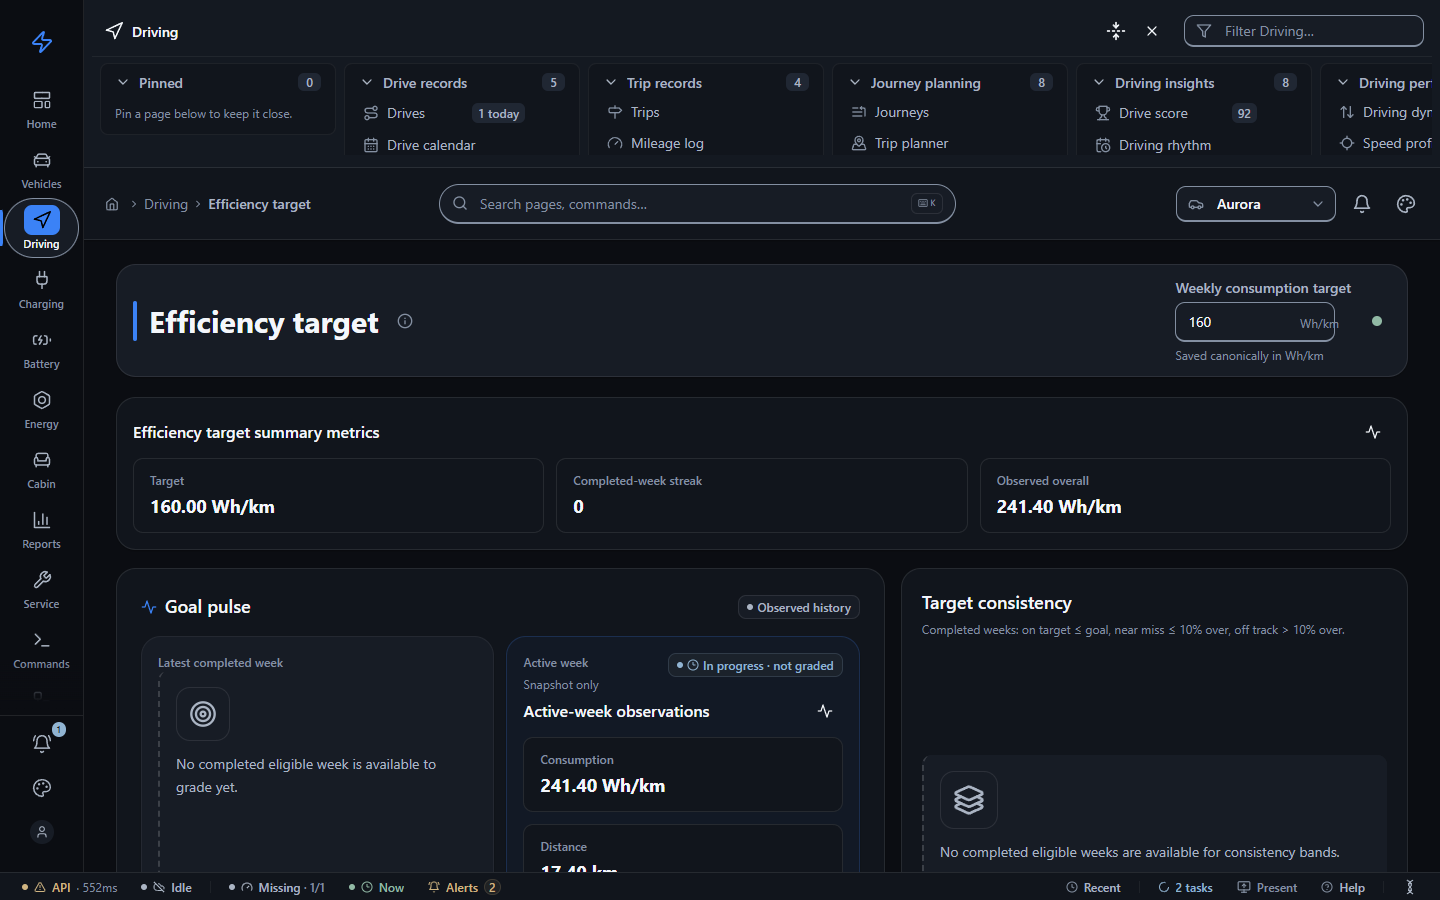 Driving
Filter Driving...
Pinned
0
Pin a page below to keep it close.
Drive records
5
Drives
1 today
Drive calendar
Trip records
4
Trips
Mileage log
Journey planning
8
Journeys
Trip planner
Driving insights
8
Drive score
92
Driving rhythm
Driving per
Driving dyn
Speed prof
Home
Vehicles
Driving
Charging
Battery
Energy
Cabin
Reports
Service
Commands
1
Driving
Efficiency target
Search pages, commands...
K
Aurora
Efficiency target
Weekly consumption target
160
Wh/km
Saved canonically in Wh/km
Efficiency target summary metrics
Target
160.00 Wh/km
Completed-week streak
0
Observed overall
241.40 Wh/km
Goal pulse
Observed history
Latest completed week
No completed eligible week is available to
grade yet.
Active week
Snapshot only
In progress · not graded
Active-week observations
Consumption
241.40 Wh/km
Distance
17.40 km
Target consistency
Completed weeks: on target ≤ goal, near miss ≤ 10% over, off track > 10% over.
No completed eligible weeks are available for consistency bands.
API · 552ms
Idle
Missing · 1/1
Now
Alerts 2
Recent
2 tasks
Present
Help